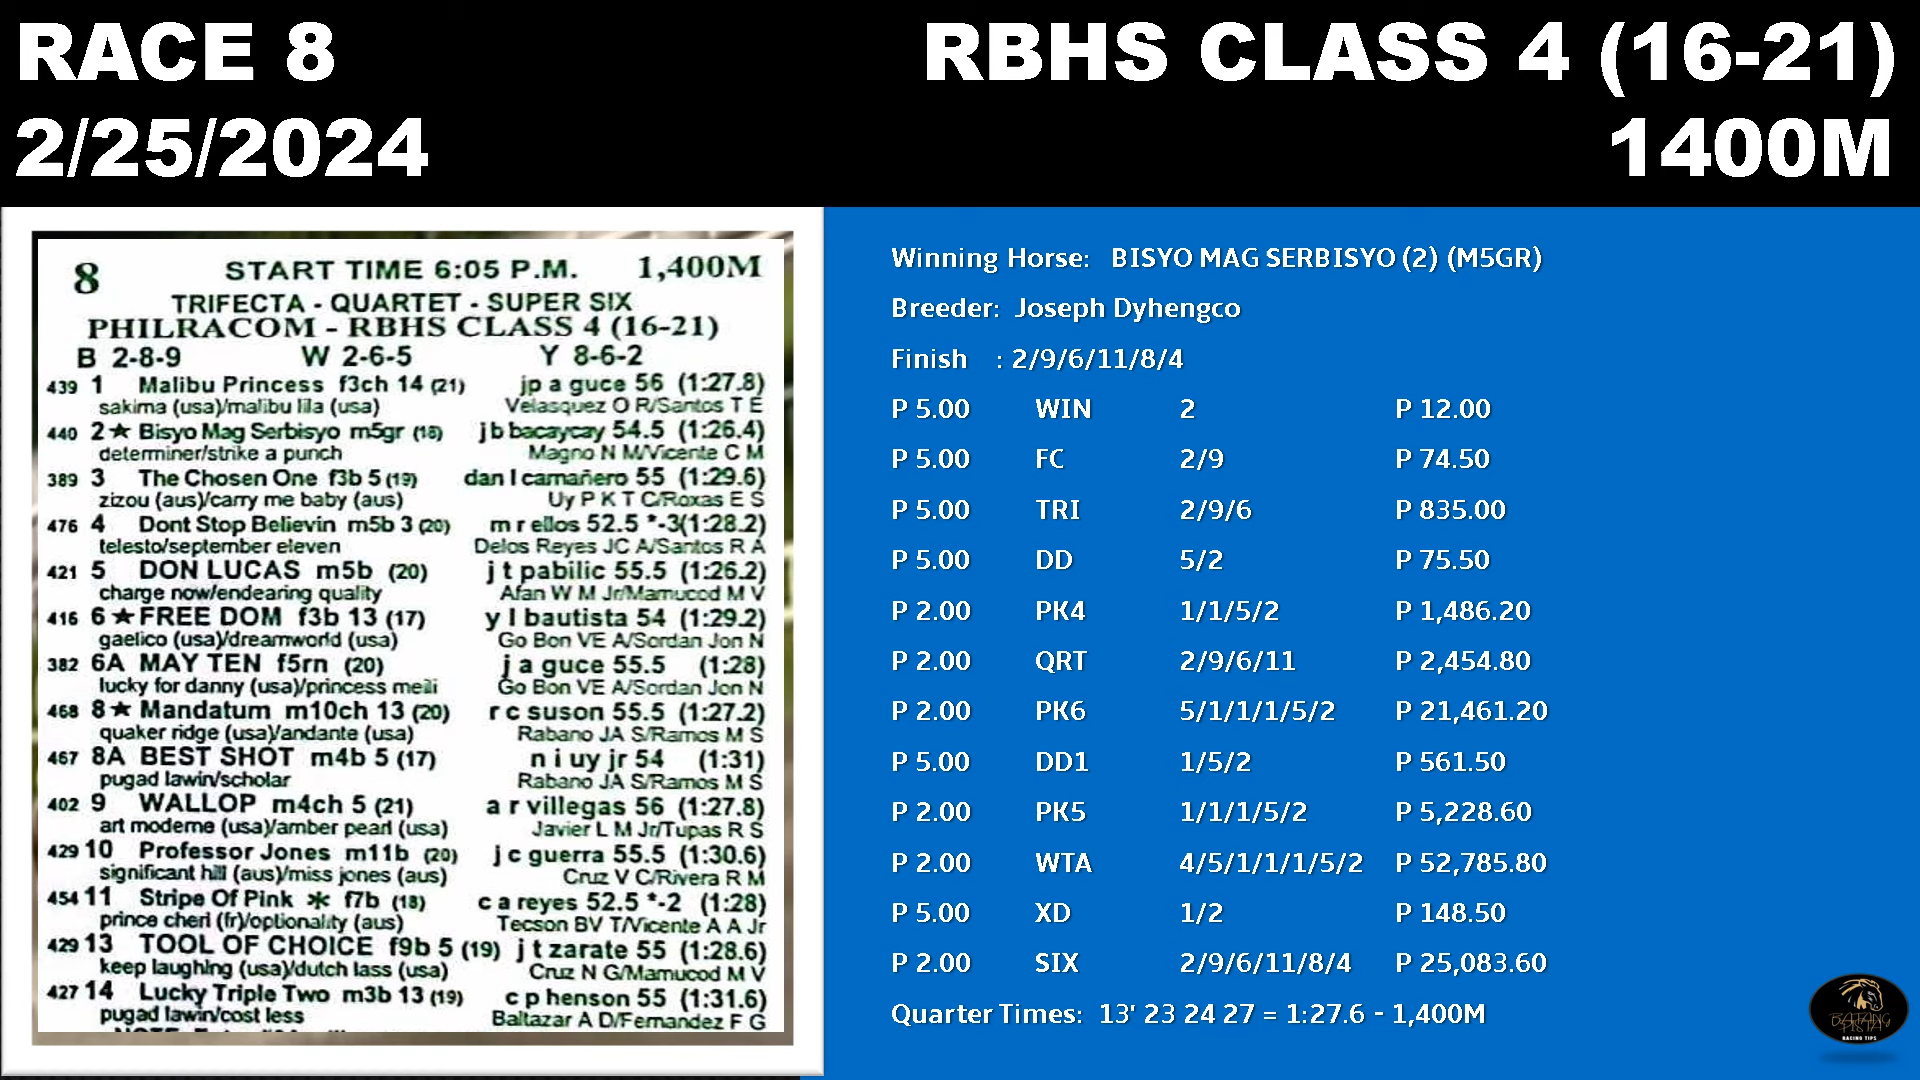 RACE 8
2/25/2024
RBHS CLASS 4 (16-21)
1400M
8 START TIME 6:05 P.M. 1,400M
TRIFECTA - QUARTET - SUPER SIX
PHILRACOM - RBHS CLASS 4 (16-21)
B 2-8-9 W 2-6-5 Y 8-6-2
439 1 Malibu Princess f3ch 14 (21) jp a guce 56 (1:27.8)
sakima (usa)/malibu lila (usa) Velasquez O R/Santos T E
440 2★ Bisyo Mag Serbisyo m5gr (18) j b bacaycay 54.5 (1:26.4)
determiner/strike a punch Magno N M/Vicente C M
389 3 The Chosen One f3b 5 (19) dan l camañero 55 (1:29.6)
zizou (aus)/carry me baby (aus) Uy P K T C/Roxas E S
476 4 Dont Stop Believin m5b 3 (20) m r ellos 52.5 *-3(1:28.2)
telesto/september eleven Delos Reyes JC A/Santos R A
421 5 DON LUCAS m5b (20) j t pabilic 55.5 (1:26.2)
charge now/endearing quality Afan W M Jr/Mamucod M V
416 6★FREE DOM f3b 13 (17) y l bautista 54 (1:29.2)
gaelico (usa)/dreamworld (usa) Go Bon VE A/Sordan Jon N
382 6A MAY TEN f5rn (20) j a guce 55.5 (1:28)
lucky for danny (usa)/princess meili Go Bon VE A/Sordan Jon N
468 8★ Mandatum m10ch 13 (20) r c suson 55.5 (1:27.2)
quaker ridge (usa)/andante (usa) Rabano JA S/Ramos M S
467 8A BEST SHOT m4b 5 (17) n i uy jr 54 (1:31)
pugad lawin/scholar Rabano JA S/Ramos M S
402 9 WALLOP m4ch 5 (21) a r villegas 56 (1:27.8)
art moderne (usa)/amber pearl (usa) Javier L M Jr/Tupas R S
429 10 Professor Jones m11b (20) j c guerra 55.5 (1:30.6)
significant hill (aus)/miss jones (aus) Cruz V C/Rivera R M
454 11 Stripe Of Pink * f7b (18) c a reyes 52.5 *-2 (1:28)
prince cheri (fr)/optionality (aus) Tecson BV T/Vicente A A Jr
429 13 TOOL OF CHOICE f9b 5 (19) j t zarate 55 (1:28.6)
keep laughing (usa)/dutch lass (usa) Cruz N G/Mamucod M V
427 14 Lucky Triple Two m3b 13 (19) c p henson 55 (1:31.6)
pugad lawin/cost less Baltazar A D/Fernandez F G
Winning Horse: BISYO MAG SERBISYO (2) (M5GR)
Breeder: Joseph Dyhengco
Finish : 2/9/6/11/8/4
P 5.00 WIN 2 P 12.00
P 5.00 FC 2/9 P 74.50
P 5.00 TRI 2/9/6 P 835.00
P 5.00 DD 5/2 P 75.50
P 2.00 PK4 1/1/5/2 P 1,486.20
P 2.00 QRT 2/9/6/11 P 2,454.80
P 2.00 PK6 5/1/1/1/5/2 P 21,461.20
P 5.00 DD1 1/5/2 P 561.50
P 2.00 PK5 1/1/1/5/2 P 5,228.60
P 2.00 WTA 4/5/1/1/1/5/2 P 52,785.80
P 5.00 XD 1/2 P 148.50
P 2.00 SIX 2/9/6/11/8/4 P 25,083.60
Quarter Times: 13' 23 24 27 = 1:27.6 - 1,400M
BATANG
PISTA
RACING TIPS